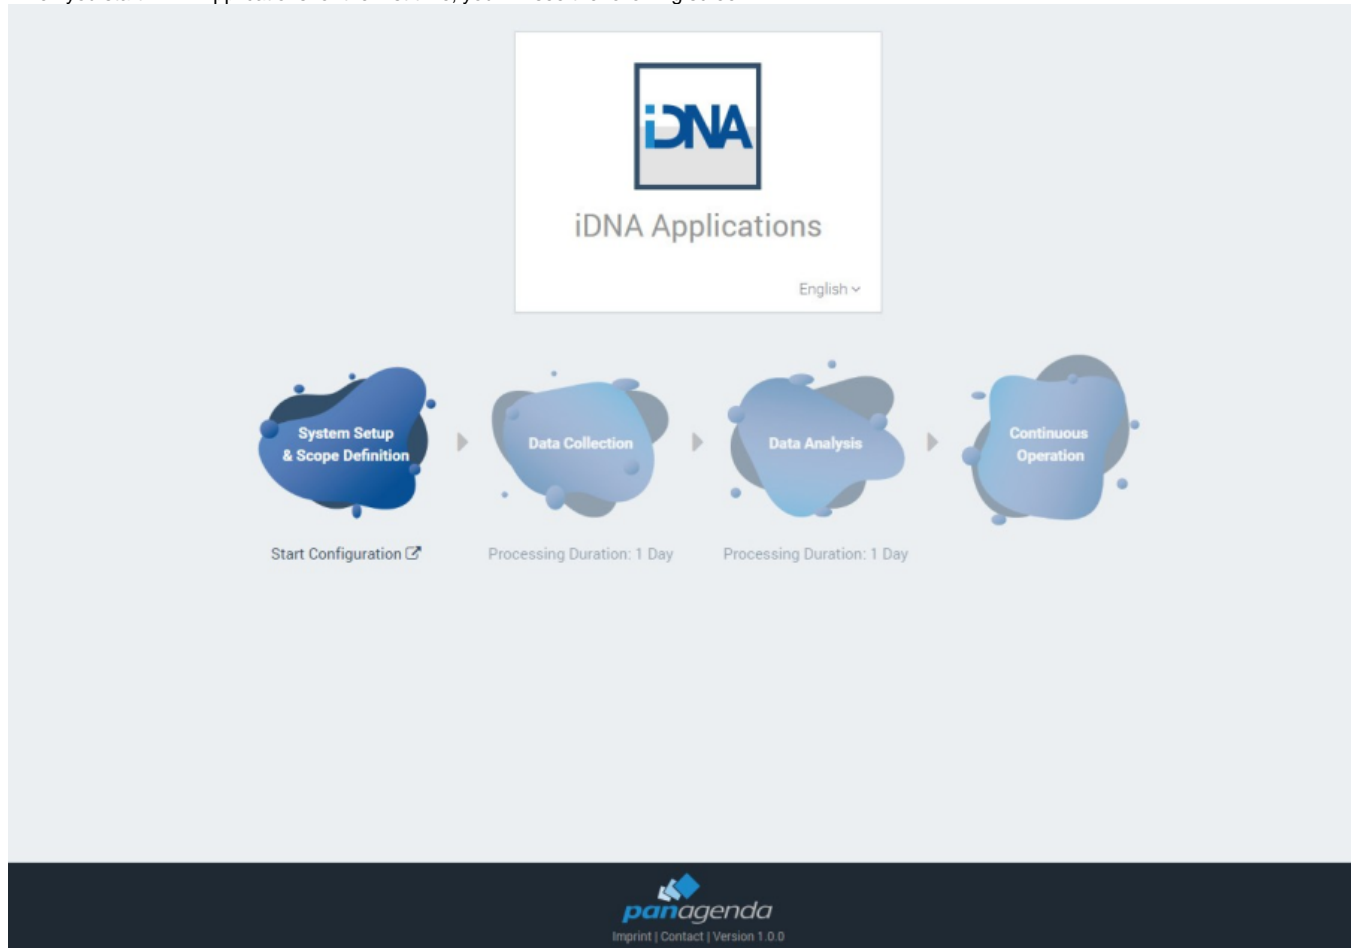 iDNA
iDNA Applications
English
System Setup
& Scope Definition
Data Collection
Data Analysis
Continuous
Operation
Start Configuration
Processing Duration: 1 Day
Processing Duration: 1 Day
panagenda
Imprint | Contact | Version 1.0.0